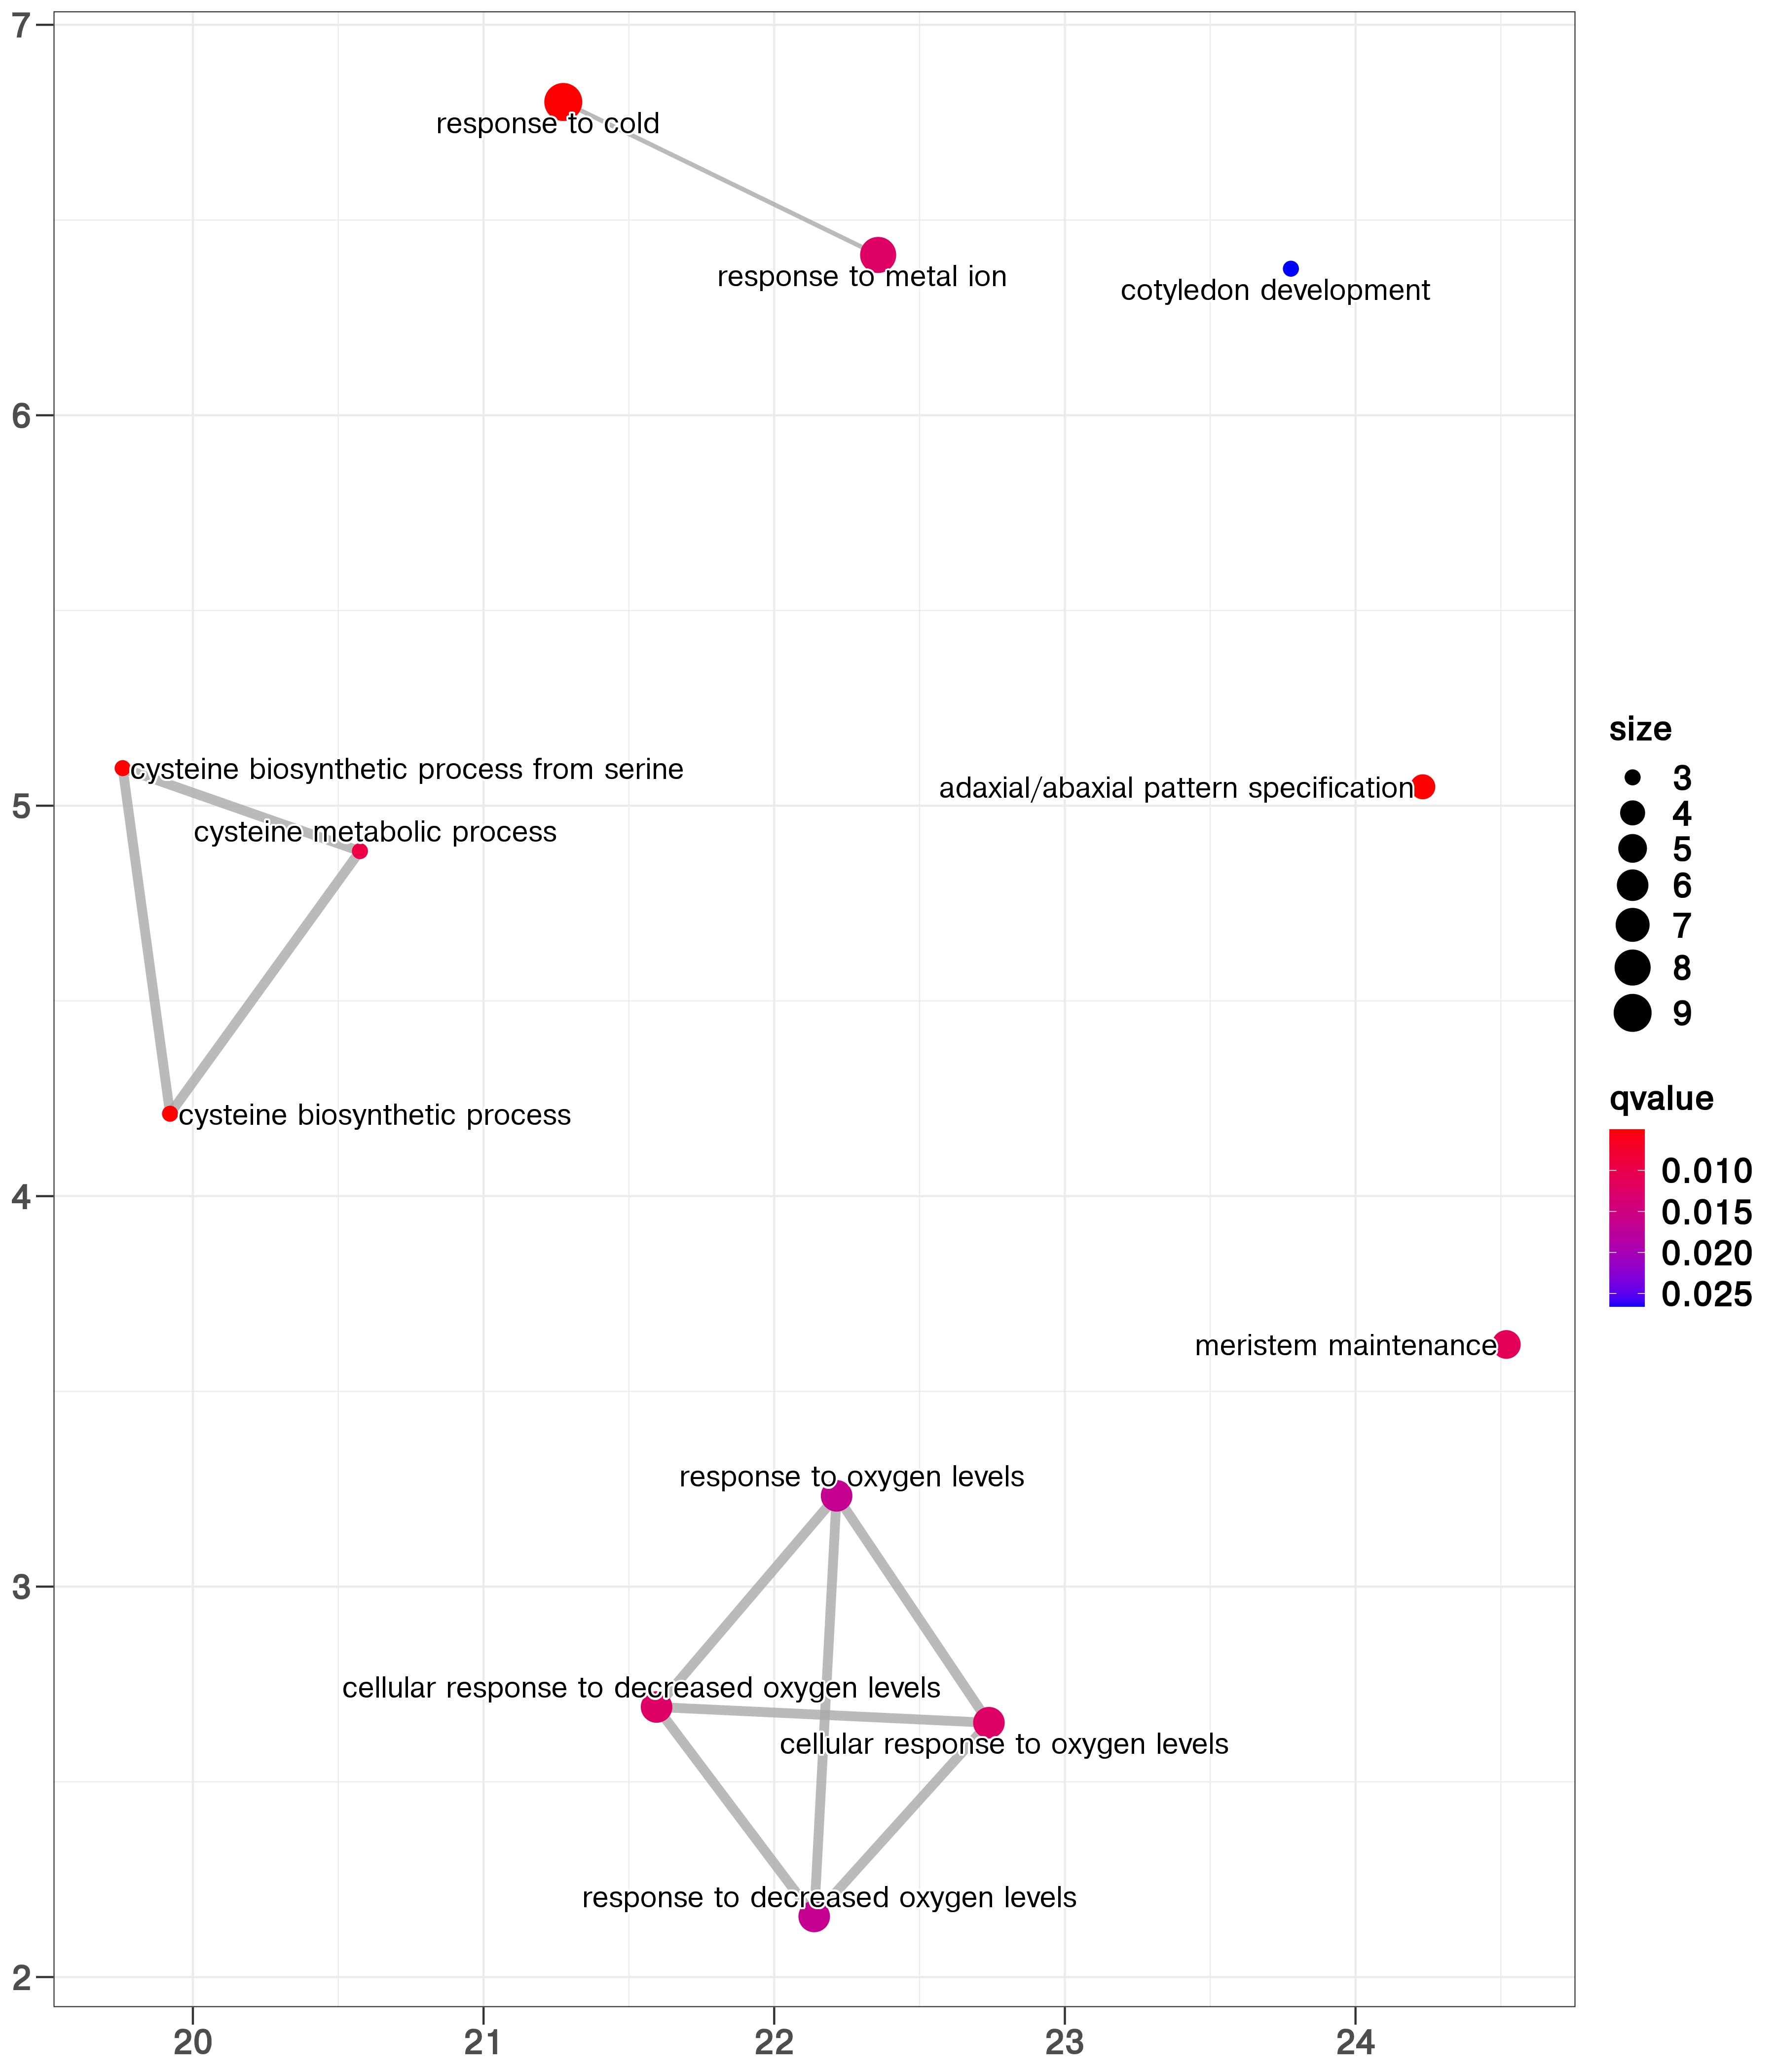 7
response to cold
response to metal ion
cotyledon development
6
cysteine biosynthetic process from serine
5
adaxial/abaxial pattern specification
cysteine metabolic process
cysteine biosynthetic process
4
meristem maintenance
response to oxygen levels
3
cellular response to decreased oxygen levels
cellular response to oxygen levels
response to decreased oxygen levels
2
20 21 22 23 24
size
3
4
5
6
7
8
9
qvalue
0.010
0.015
0.020
0.025